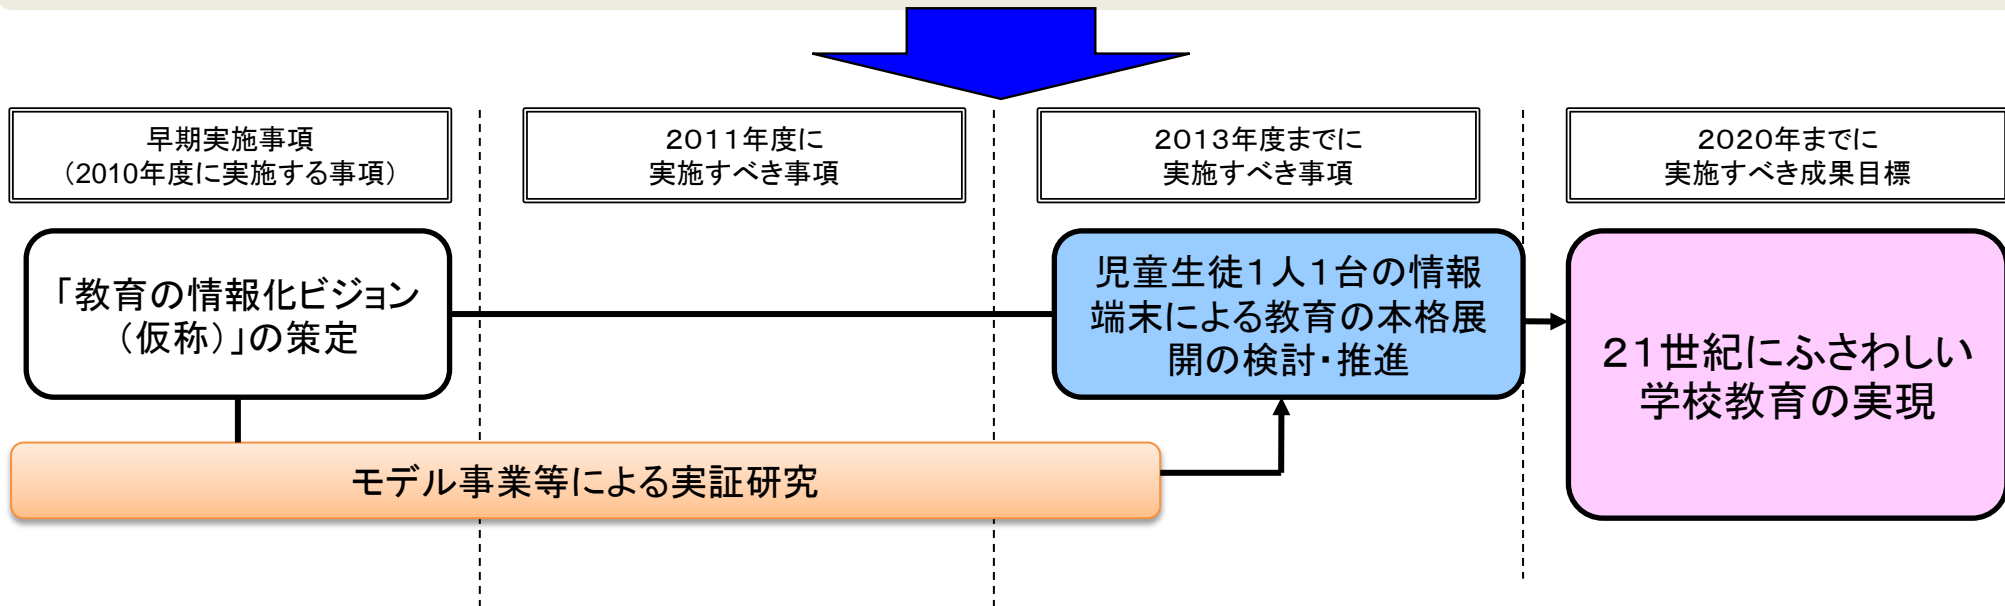 早期実施事項
（2010年度に実施する事項）
２０１１年度に
実施すべき事項
２０１３年度までに
実施すべき事項
２０２０年までに
実施すべき成果目標
「教育の情報化ビジョン
（仮称）」の策定
児童生徒１人１台の情報
端末による教育の本格展
開の検討・推進
２１世紀にふさわしい
学校教育の実現
モデル事業等による実証研究